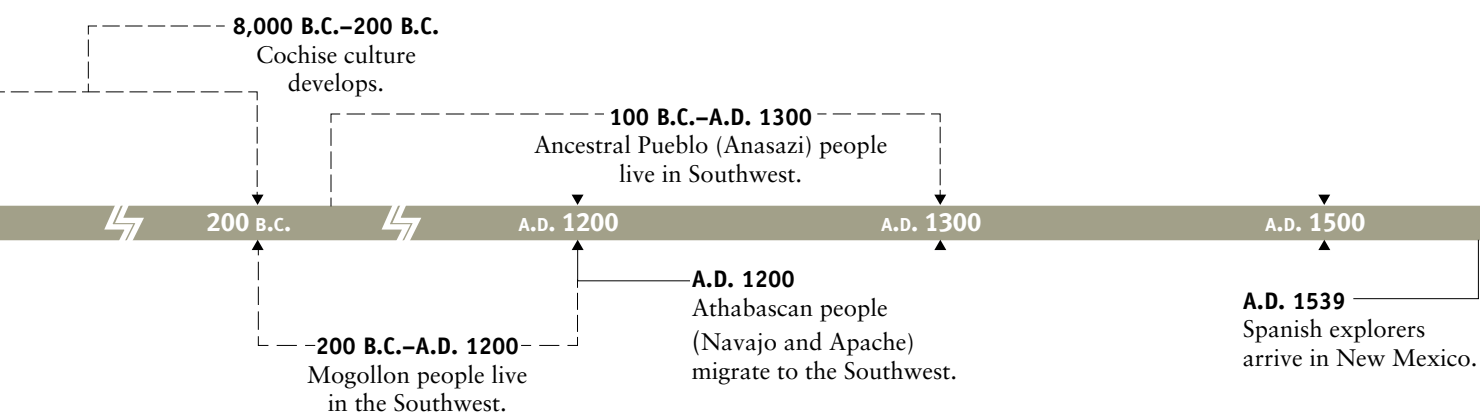 8,000 B.C.–200 B.C.
Cochise culture
develops.
100 B.C.–A.D. 1300
Ancestral Pueblo (Anasazi) people
live in Southwest.
200 B.C.
A.D. 1200
A.D. 1300
A.D. 1500
A.D. 1200
Athabascan people
(Navajo and Apache)
migrate to the Southwest.
A.D. 1539
Spanish explorers
arrive in New Mexico.
200 B.C.–A.D. 1200
Mogollon people live
in the Southwest.